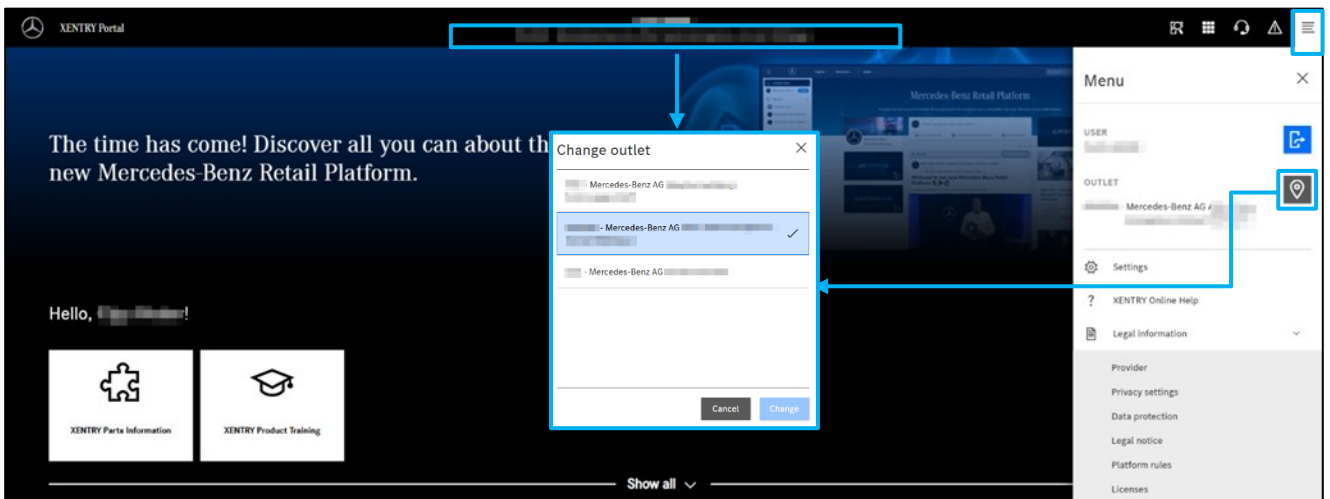 XENTRY Portal
Mercedes-Benz Retail Platform
The time has come! Discover all you can about th
new Mercedes-Benz Retail Platform.
Hello, !
XENTRY Parts Information
XENTRY Product Training
Show all
Change outlet
- Mercedes-Benz AG
- Mercedes-Benz AG
- Mercedes-Benz AG
Cancel
Change
Menu
USER
OUTLET
Mercedes-Benz AG
Settings
? XENTRY Online Help
Legal information
Provider
Privacy settings
Data protection
Legal notice
Platform rules
Licenses